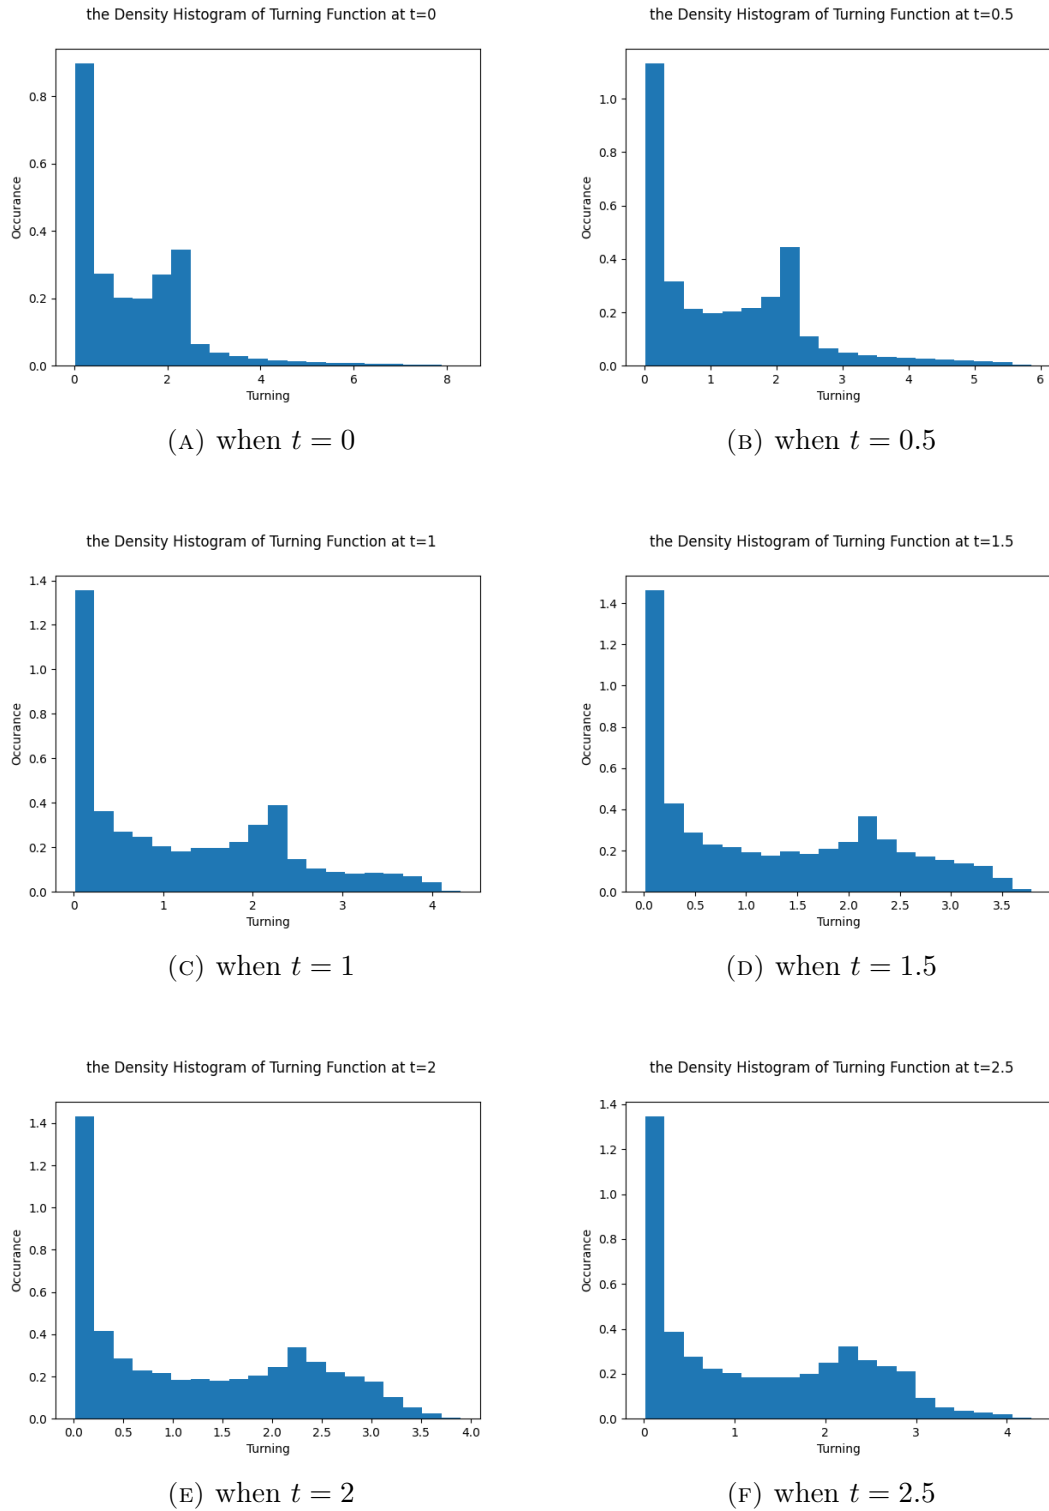 the Density Histogram of Turning Function at t=0
0.8
0.6
0.4
0.2
0.0
Occurance
0 2 4 6 8
Turning
(A) when t = 0
the Density Histogram of Turning Function at t=0.5
1.0
0.8
0.6
0.4
0.2
0.0
Occurance
0 1 2 3 4 5 6
Turning
(B) when t = 0.5
the Density Histogram of Turning Function at t=1
1.4
1.2
1.0
0.8
0.6
0.4
0.2
0.0
Occurance
0 1 2 3 4
Turning
(C) when t = 1
the Density Histogram of Turning Function at t=1.5
1.4
1.2
1.0
0.8
0.6
0.4
0.2
0.0
Occurance
0.0 0.5 1.0 1.5 2.0 2.5 3.0 3.5
Turning
(D) when t = 1.5
the Density Histogram of Turning Function at t=2
1.4
1.2
1.0
0.8
0.6
0.4
0.2
0.0
Occurance
0.0 0.5 1.0 1.5 2.0 2.5 3.0 3.5 4.0
Turning
(E) when t = 2
the Density Histogram of Turning Function at t=2.5
1.4
1.2
1.0
0.8
0.6
0.4
0.2
0.0
Occurance
0 1 2 3 4
Turning
(F) when t = 2.5